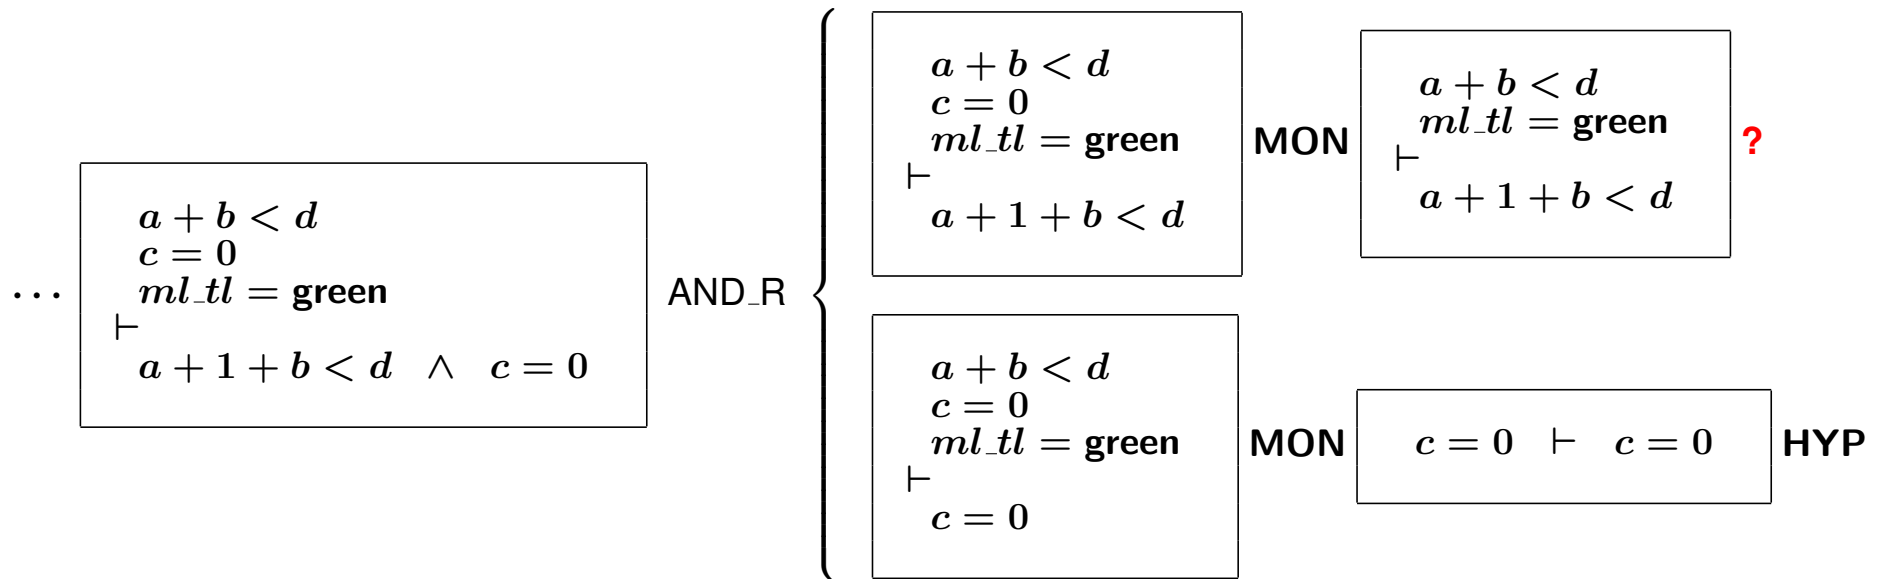 ⋯
a + b < d
c = 0
ml_tl = green
⊢
a + 1 + b < d ∧ c = 0
AND_R
a + b < d
c = 0
ml_tl = green
⊢
a + 1 + b < d
MON
a + b < d
ml_tl = green
⊢
a + 1 + b < d
?
a + b < d
c = 0
ml_tl = green
⊢
c = 0
MON
c = 0 ⊢ c = 0
HYP